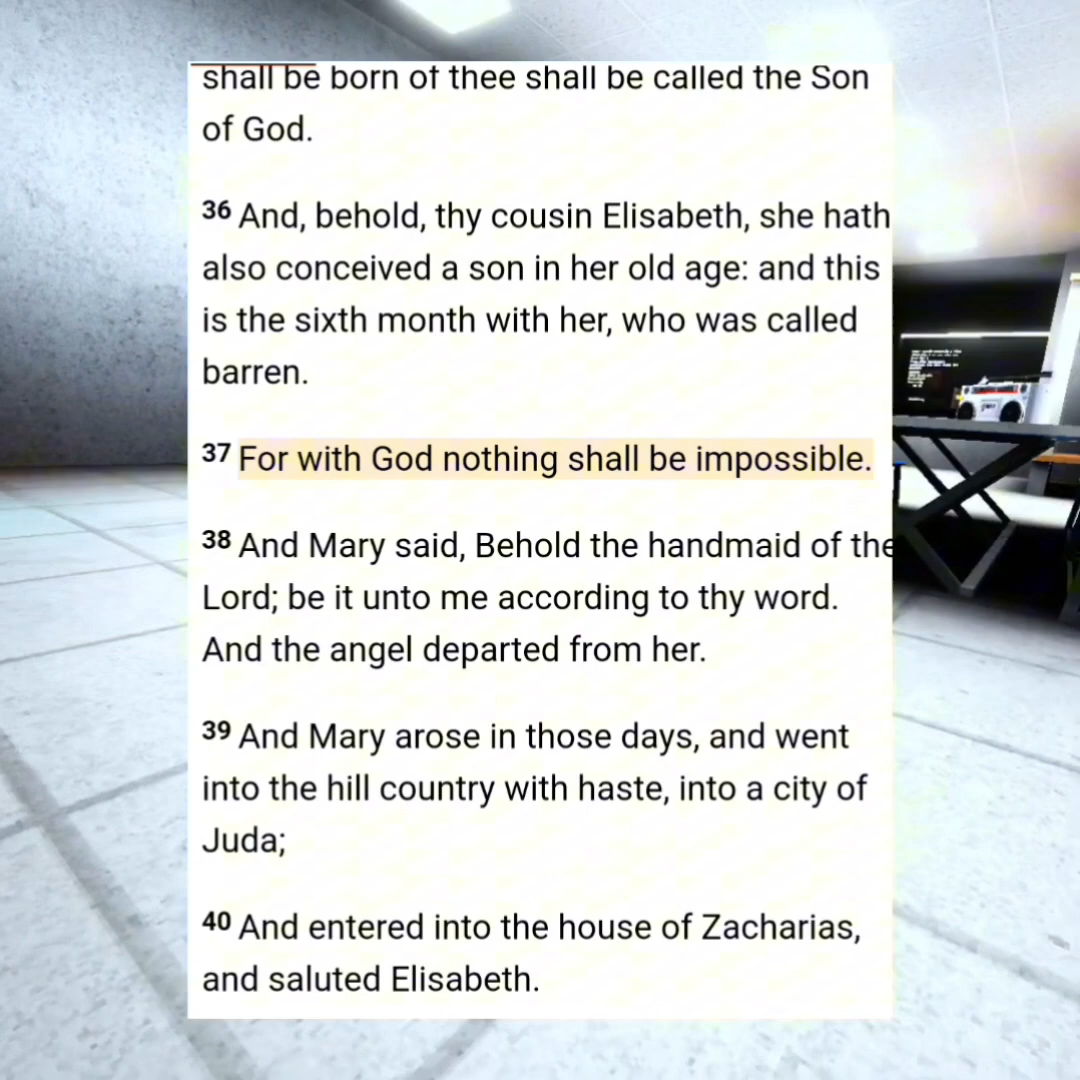 shall be born of thee shall be called the Son
of God.
36 And, behold, thy cousin Elisabeth, she hath
also conceived a son in her old age: and this
is the sixth month with her, who was called
barren.
37 For with God nothing shall be impossible.
38 And Mary said, Behold the handmaid of the
Lord; be it unto me according to thy word.
And the angel departed from her.
39 And Mary arose in those days, and went
into the hill country with haste, into a city of
Juda;
40 And entered into the house of Zacharias,
and saluted Elisabeth.